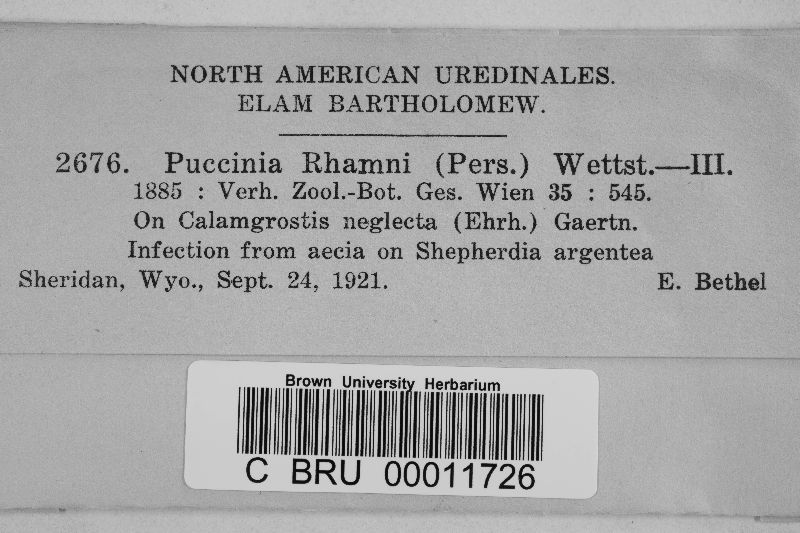 NORTH AMERICAN UREDINALES.
ELAM BARTHOLOMEW.
2676. Puccinia Rhamni (Pers.) Wettst.—III.
1885 : Verh. Zool.-Bot. Ges. Wien 35 : 545.
On Calamgrostis neglecta (Ehrh.) Gaertn.
Infection from aecia on Shepherdia argentea
Sheridan, Wyo., Sept. 24, 1921. E. Bethel
Brown University Herbarium
C BRU 00011726